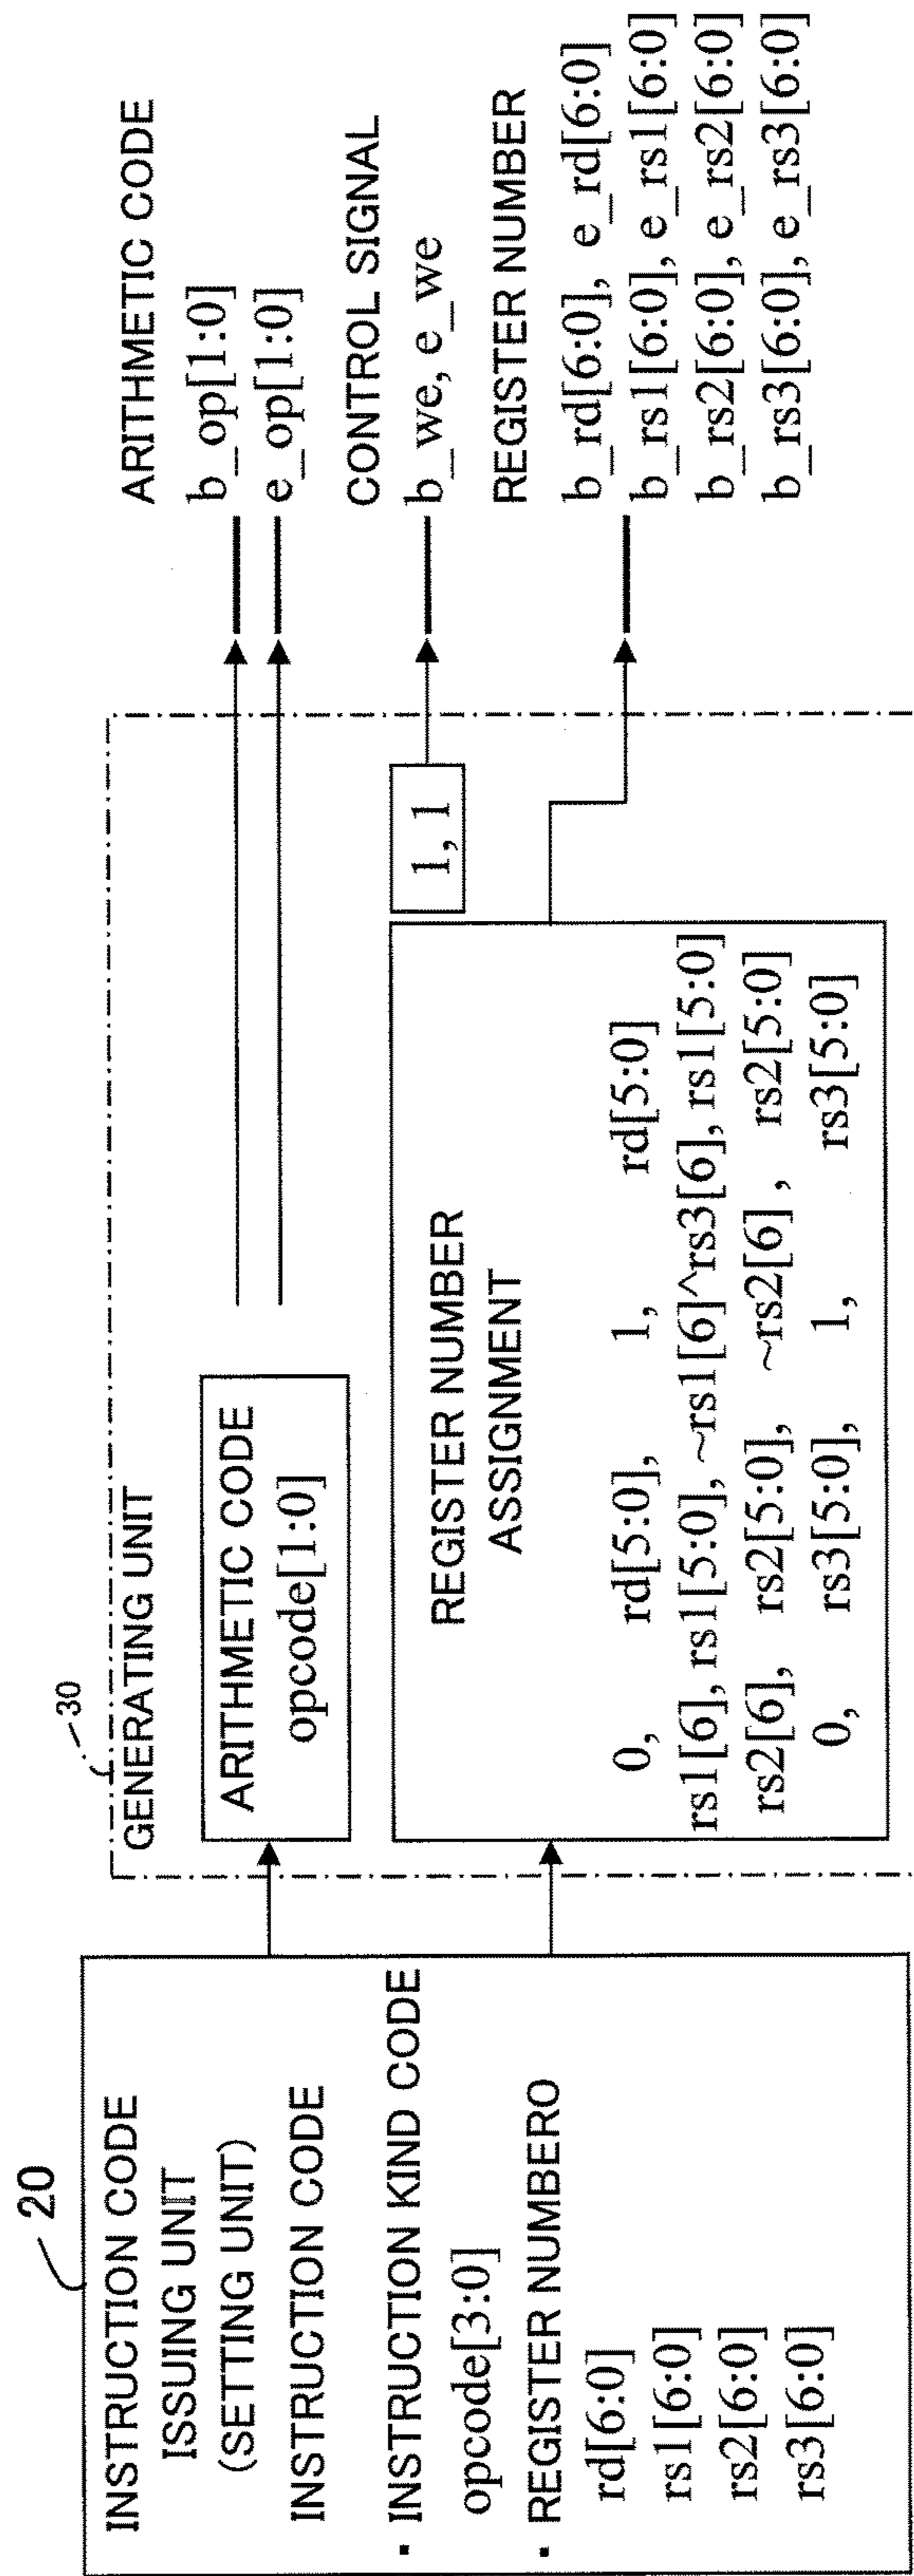 20
INSTRUCTION CODE
ISSUING UNIT
(SETTING UNIT)
INSTRUCTION CODE
· INSTRUCTION KIND CODE
opcode[3:0]
· REGISTER NUMBERO
rd[6:0]
rs1[6:0]
rs2[6:0]
rs3[6:0]
30
GENERATING UNIT
ARITHMETIC CODE
opcode[1:0]
1, 1
REGISTER NUMBER
ASSIGNMENT
0, rd[5:0], 1, rd[5:0]
rs1[6], rs1[5:0], ~rs1[6]^rs3[6], rs1[5:0]
rs2[6], rs2[5:0], ~rs2[6], rs2[5:0]
0, rs3[5:0], 1, rs3[5:0]
ARITHMETIC CODE
b_op[1:0]
e_op[1:0]
CONTROL SIGNAL
b_we, e_we
REGISTER NUMBER
b_rd[6:0], e_rd[6:0]
b_rs1[6:0], e_rs1[6:0]
b_rs2[6:0], e_rs2[6:0]
b_rs3[6:0], e_rs3[6:0]